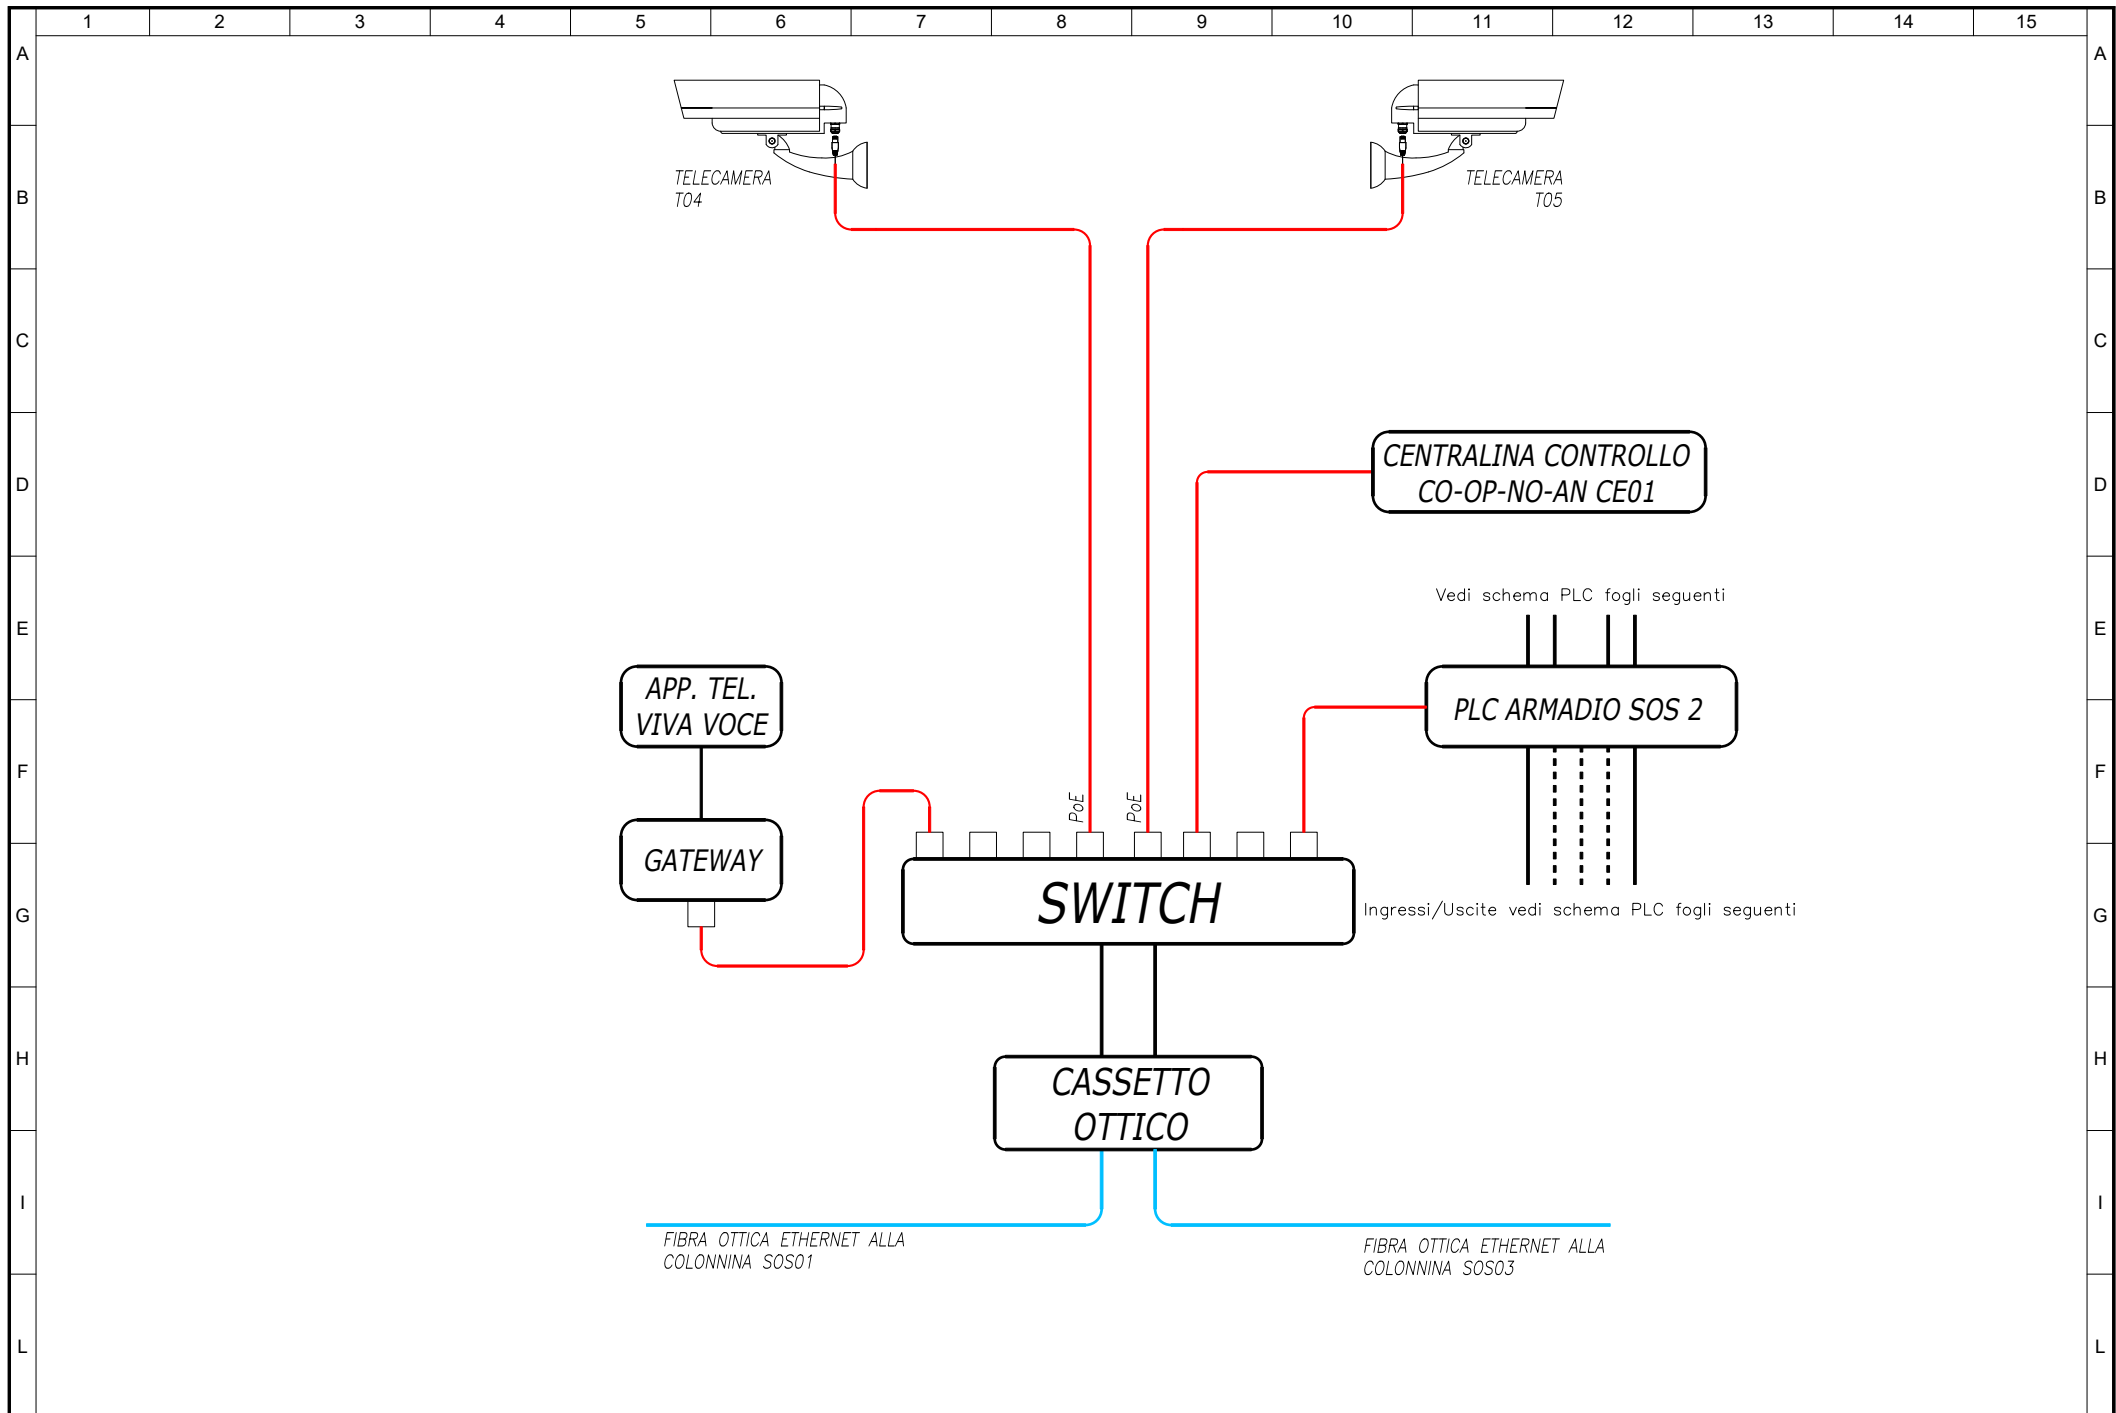 1 2 3 4 5 6 7 8 9 10 11 12 13 14 15
A A
TELECAMERA
T04
TELECAMERA
T05
B B
C C
CENTRALINA CONTROLLO
CO-OP-NO-AN CE01
D D
Vedi schema PLC fogli seguenti
E E
APP. TEL.
VIVA VOCE
PLC ARMADIO SOS 2
F F
PoE
PoE
GATEWAY
SWITCH
Ingressi/Uscite vedi schema PLC fogli seguenti
G G
H H
CASSETTO
OTTICO
I I
FIBRA OTTICA ETHERNET ALLA
COLONNINA SOS01
FIBRA OTTICA ETHERNET ALLA
COLONNINA SOS03
L L